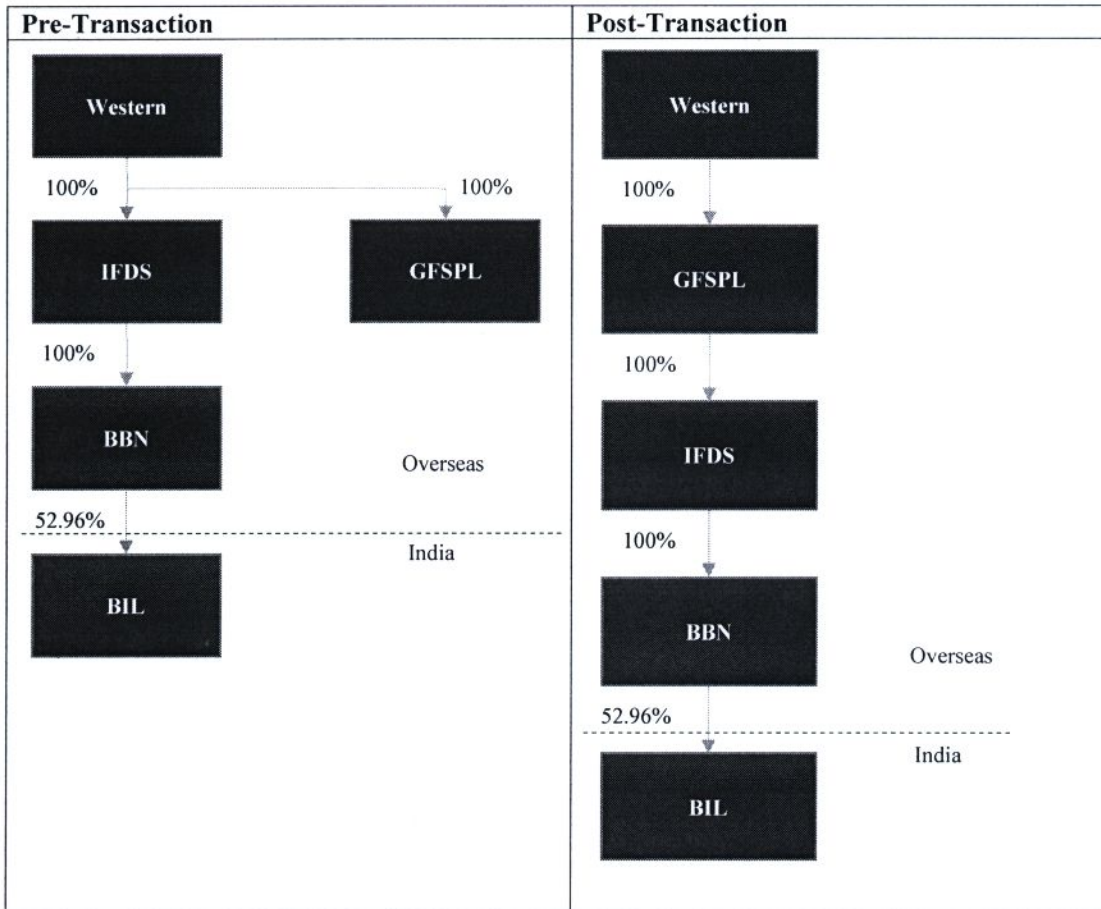 Pre-Transaction
Western
100%
100%
IFDS
GFSPL
100%
BBN
Overseas
52.96%
India
BIL
Post-Transaction
Western
100%
GFSPL
100%
IFDS
100%
BBN
Overseas
52.96%
India
BIL